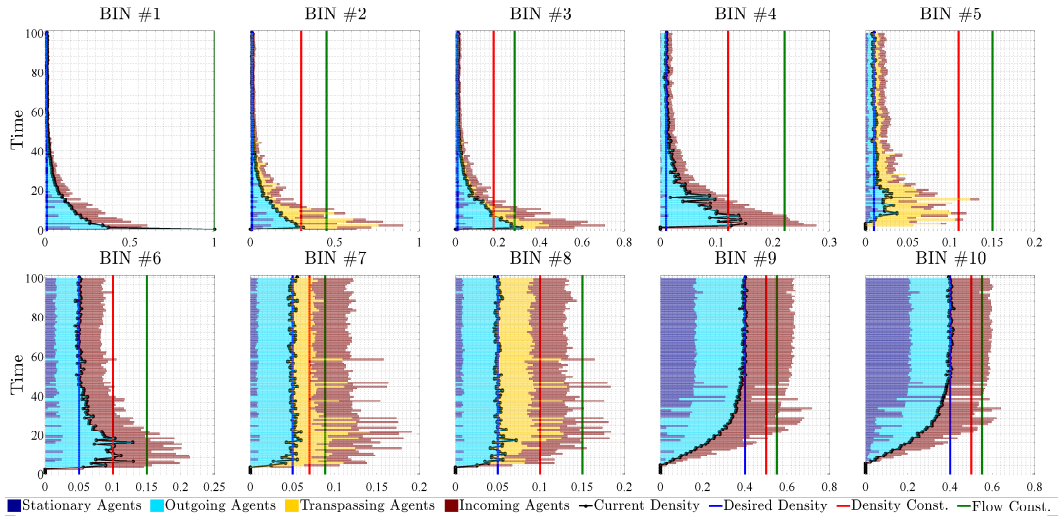 BIN #1 BIN #2 BIN #3 BIN #4 BIN #5
Time
100
80
60
40
20
0
0 0.5 1
0 0.5 1
0 0.2 0.4 0.6 0.8
0 0.1 0.2 0.3
0 0.05 0.1 0.15 0.2
BIN #6 BIN #7 BIN #8 BIN #9 BIN #10
Time
100
80
60
40
20
0
0 0.05 0.1 0.15 0.2 0.25
0 0.05 0.1 0.15 0.2
0 0.05 0.1 0.15 0.2
0 0.2 0.4 0.6 0.8
0 0.2 0.4 0.6 0.8
Stationary Agents Outgoing Agents Transpassing Agents Incoming Agents Current Density Desired Density Density Const. Flow Const.